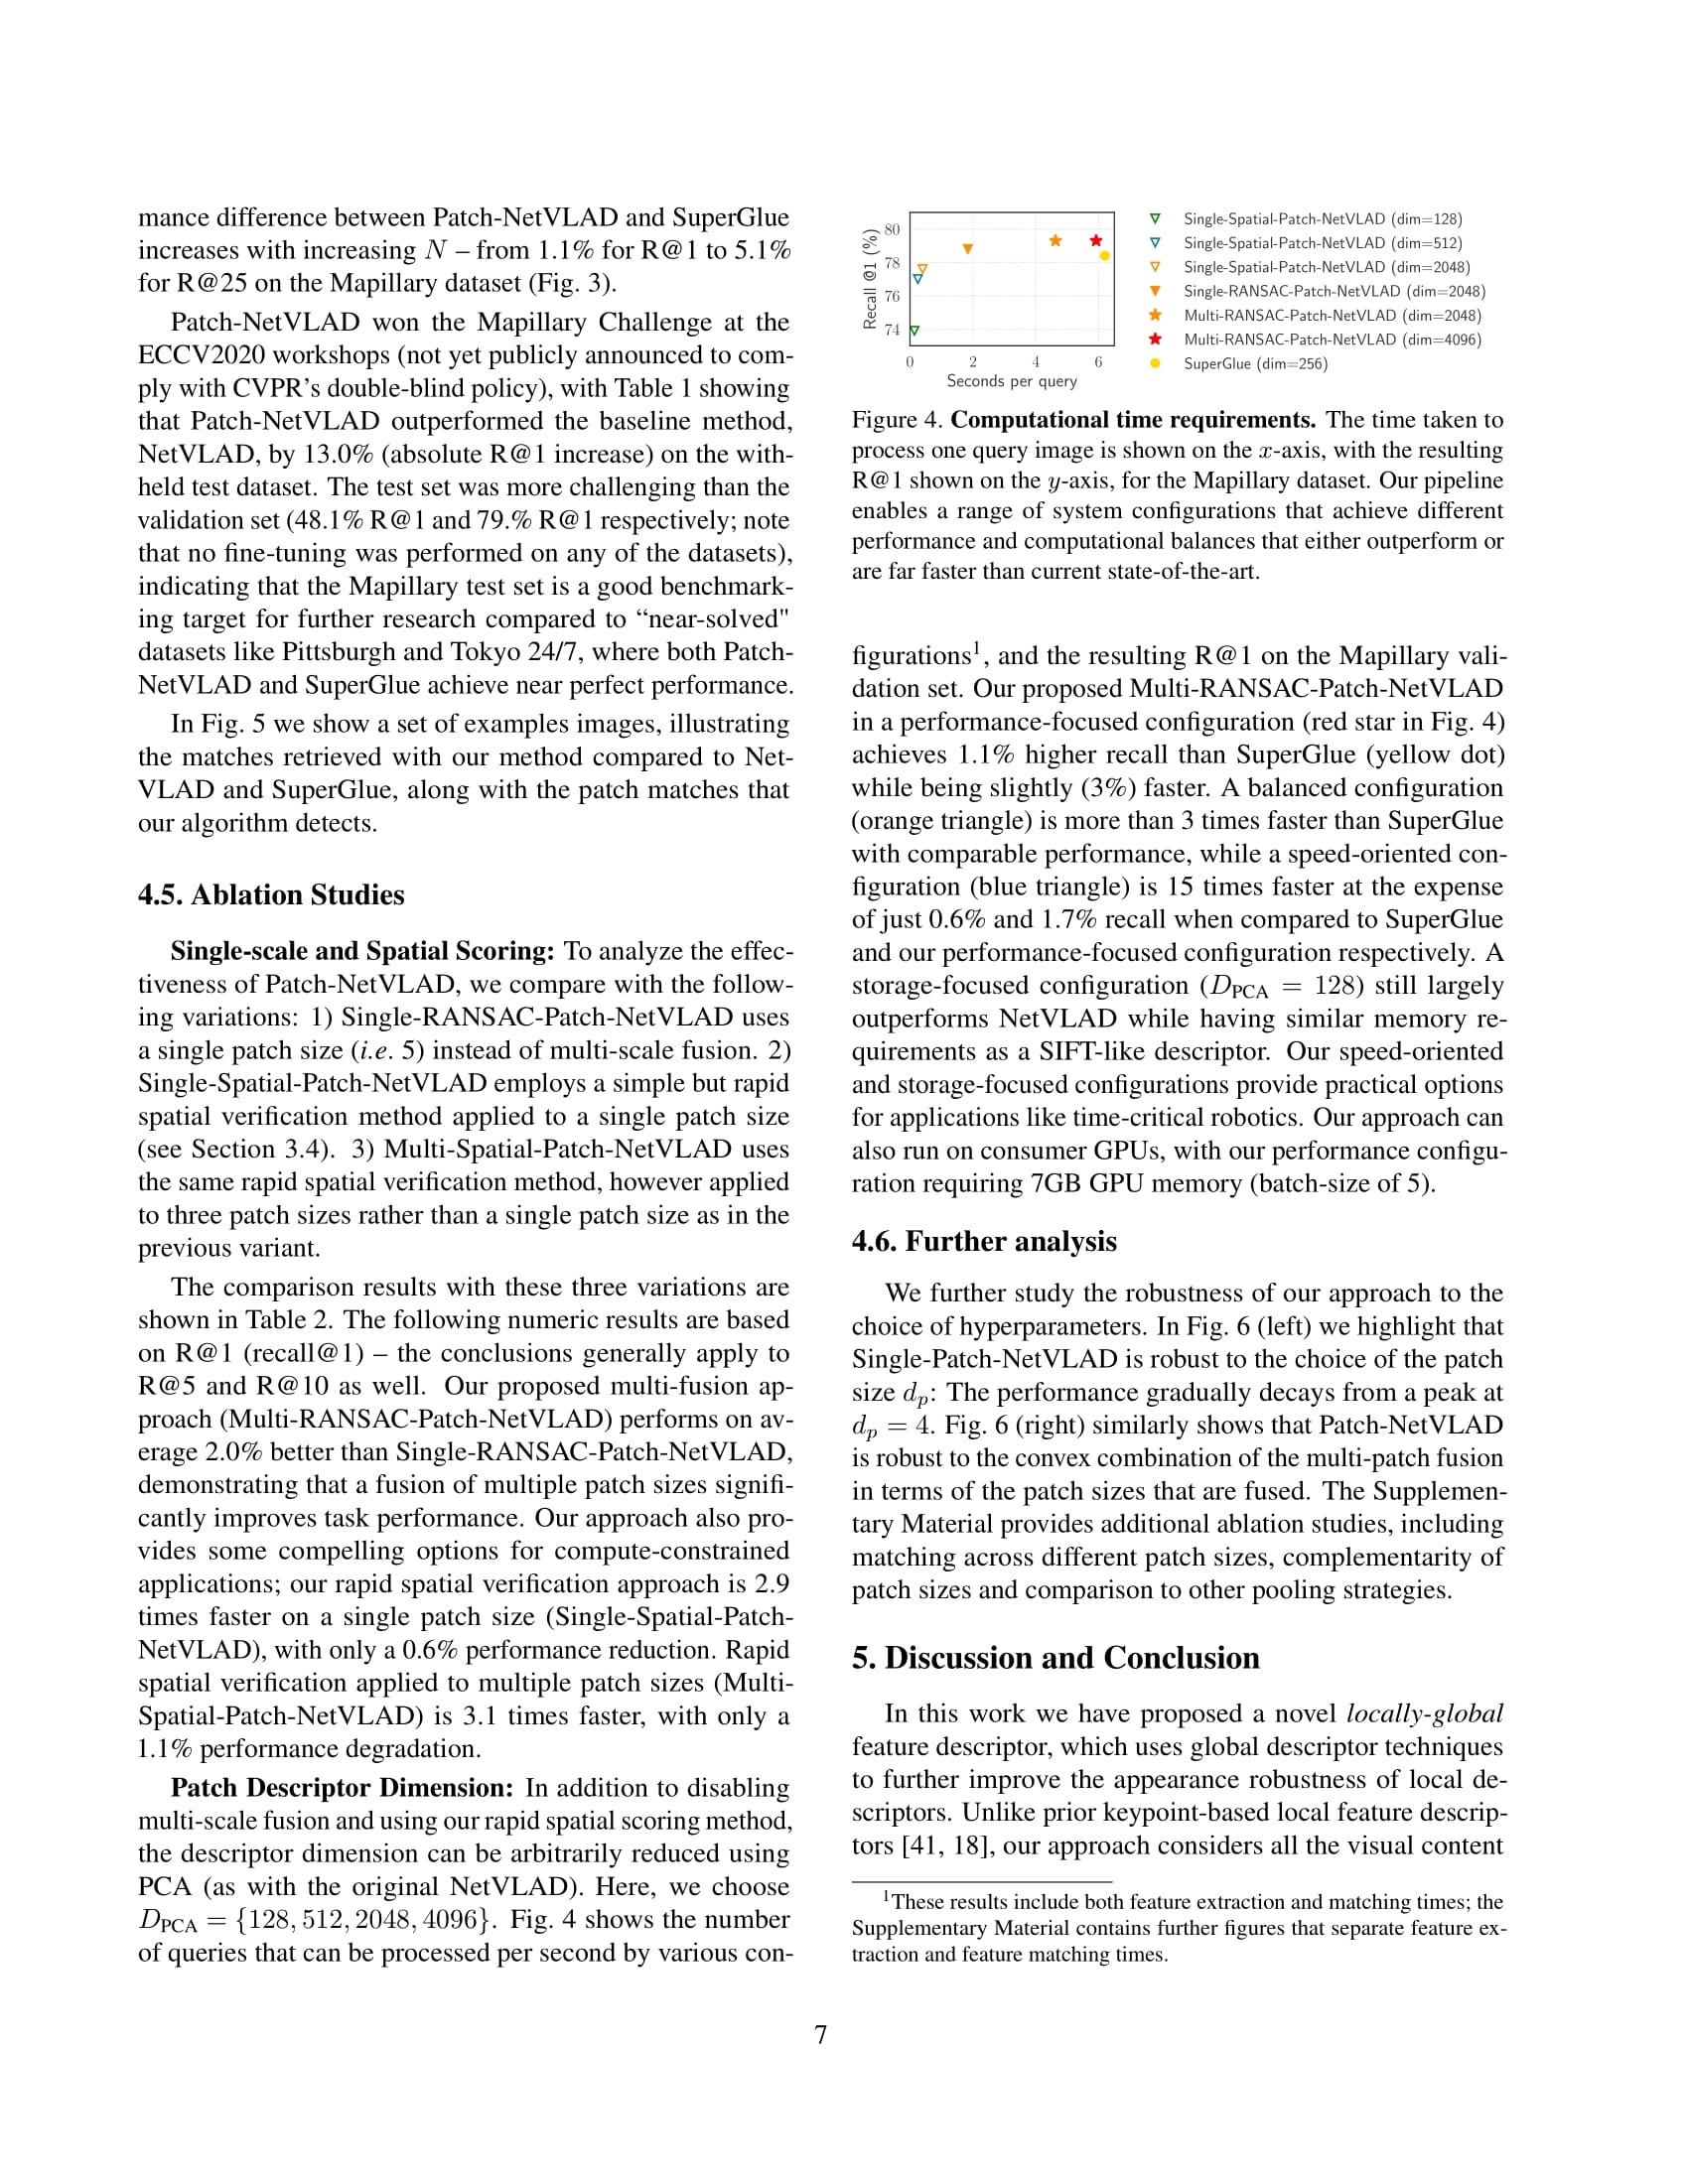 mance difference between Patch-NetVLAD and SuperGlue
increases with increasing N – from 1.1% for R@1 to 5.1%
for R@25 on the Mapillary dataset (Fig. 3).
Patch-NetVLAD won the Mapillary Challenge at the
ECCV2020 workshops (not yet publicly announced to com-
ply with CVPR's double-blind policy), with Table 1 showing
that Patch-NetVLAD outperformed the baseline method,
NetVLAD, by 13.0% (absolute R@1 increase) on the with-
held test dataset. The test set was more challenging than the
validation set (48.1% R@1 and 79.% R@1 respectively; note
that no fine-tuning was performed on any of the datasets),
indicating that the Mapillary test set is a good benchmark-
ing target for further research compared to “near-solved"
datasets like Pittsburgh and Tokyo 24/7, where both Patch-
NetVLAD and SuperGlue achieve near perfect performance.
In Fig. 5 we show a set of examples images, illustrating
the matches retrieved with our method compared to Net-
VLAD and SuperGlue, along with the patch matches that
our algorithm detects.
4.5. Ablation Studies
Single-scale and Spatial Scoring: To analyze the effec-
tiveness of Patch-NetVLAD, we compare with the follow-
ing variations: 1) Single-RANSAC-Patch-NetVLAD uses
a single patch size (i.e. 5) instead of multi-scale fusion. 2)
Single-Spatial-Patch-NetVLAD employs a simple but rapid
spatial verification method applied to a single patch size
(see Section 3.4). 3) Multi-Spatial-Patch-NetVLAD uses
the same rapid spatial verification method, however applied
to three patch sizes rather than a single patch size as in the
previous variant.
The comparison results with these three variations are
shown in Table 2. The following numeric results are based
on R@1 (recall@1) – the conclusions generally apply to
R@5 and R@10 as well. Our proposed multi-fusion ap-
proach (Multi-RANSAC-Patch-NetVLAD) performs on av-
erage 2.0% better than Single-RANSAC-Patch-NetVLAD,
demonstrating that a fusion of multiple patch sizes signifi-
cantly improves task performance. Our approach also pro-
vides some compelling options for compute-constrained
applications; our rapid spatial verification approach is 2.9
times faster on a single patch size (Single-Spatial-Patch-
NetVLAD), with only a 0.6% performance reduction. Rapid
spatial verification applied to multiple patch sizes (Multi-
Spatial-Patch-NetVLAD) is 3.1 times faster, with only a
1.1% performance degradation.
Patch Descriptor Dimension: In addition to disabling
multi-scale fusion and using our rapid spatial scoring method,
the descriptor dimension can be arbitrarily reduced using
PCA (as with the original NetVLAD). Here, we choose
D_PCA = {128, 512, 2048, 4096}. Fig. 4 shows the number
of queries that can be processed per second by various con-
80
78
76
74
Recall @1 (%)
0 2 4 6
Seconds per query
Single-Spatial-Patch-NetVLAD (dim=128)
Single-Spatial-Patch-NetVLAD (dim=512)
Single-Spatial-Patch-NetVLAD (dim=2048)
Single-RANSAC-Patch-NetVLAD (dim=2048)
Multi-RANSAC-Patch-NetVLAD (dim=2048)
Multi-RANSAC-Patch-NetVLAD (dim=4096)
SuperGlue (dim=256)
Figure 4. Computational time requirements. The time taken to
process one query image is shown on the x-axis, with the resulting
R@1 shown on the y-axis, for the Mapillary dataset. Our pipeline
enables a range of system configurations that achieve different
performance and computational balances that either outperform or
are far faster than current state-of-the-art.
figurations¹, and the resulting R@1 on the Mapillary vali-
dation set. Our proposed Multi-RANSAC-Patch-NetVLAD
in a performance-focused configuration (red star in Fig. 4)
achieves 1.1% higher recall than SuperGlue (yellow dot)
while being slightly (3%) faster. A balanced configuration
(orange triangle) is more than 3 times faster than SuperGlue
with comparable performance, while a speed-oriented con-
figuration (blue triangle) is 15 times faster at the expense
of just 0.6% and 1.7% recall when compared to SuperGlue
and our performance-focused configuration respectively. A
storage-focused configuration (D_PCA = 128) still largely
outperforms NetVLAD while having similar memory re-
quirements as a SIFT-like descriptor. Our speed-oriented
and storage-focused configurations provide practical options
for applications like time-critical robotics. Our approach can
also run on consumer GPUs, with our performance configu-
ration requiring 7GB GPU memory (batch-size of 5).
4.6. Further analysis
We further study the robustness of our approach to the
choice of hyperparameters. In Fig. 6 (left) we highlight that
Single-Patch-NetVLAD is robust to the choice of the patch
size d_p: The performance gradually decays from a peak at
d_p = 4. Fig. 6 (right) similarly shows that Patch-NetVLAD
is robust to the convex combination of the multi-patch fusion
in terms of the patch sizes that are fused. The Supplemen-
tary Material provides additional ablation studies, including
matching across different patch sizes, complementarity of
patch sizes and comparison to other pooling strategies.
5. Discussion and Conclusion
In this work we have proposed a novel locally-global
feature descriptor, which uses global descriptor techniques
to further improve the appearance robustness of local de-
scriptors. Unlike prior keypoint-based local feature descrip-
tors [41, 18], our approach considers all the visual content
¹These results include both feature extraction and matching times; the
Supplementary Material contains further figures that separate feature ex-
traction and feature matching times.
7